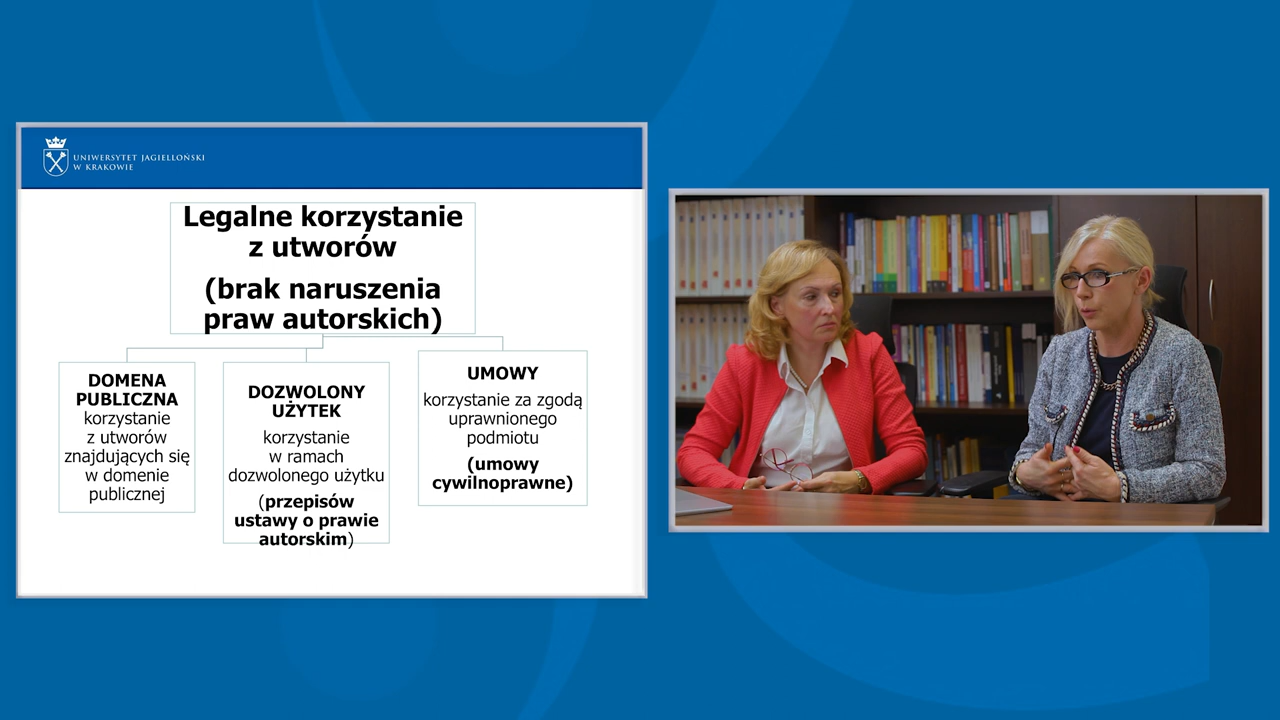 UNIWERSYTET JAGIELLOŃSKI
W KRAKOWIE
Legalne korzystanie
z utworów
(brak naruszenia
praw autorskich)
DOMENA
PUBLICZNA
korzystanie
z utworów
znajdujących się
w domenie
publicznej
DOZWOLONY
UŻYTEK
korzystanie
w ramach
dozwolonego użytku
(przepisów
ustawy o prawie
autorskim)
UMOWY
korzystanie za zgodą
uprawnionego
podmiotu
(umowy
cywilnoprawne)